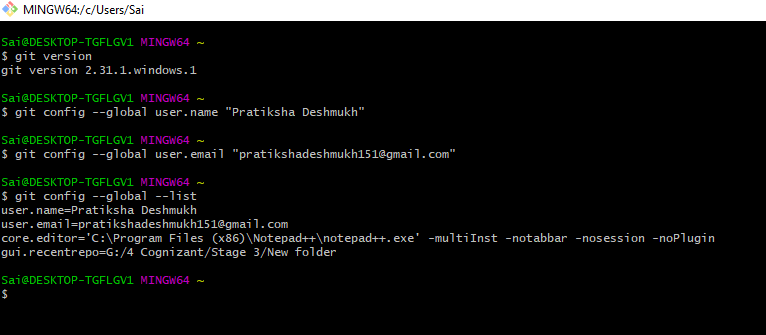 MINGW64:/c/Users/Sai
Sai@DESKTOP-TGFLGV1 MINGW64 ~
$ git version
git version 2.31.1.windows.1
Sai@DESKTOP-TGFLGV1 MINGW64 ~
$ git config --global user.name "Pratiksha Deshmukh"
Sai@DESKTOP-TGFLGV1 MINGW64 ~
$ git config --global user.email "pratikshadeshmukh151@gmail.com"
Sai@DESKTOP-TGFLGV1 MINGW64 ~
$ git config --global --list
user.name=Pratiksha Deshmukh
user.email=pratikshadeshmukh151@gmail.com
core.editor='C:\Program Files (x86)\Notepad++\notepad++.exe' -multiInst -notabbar -nosession -noPlugin
gui.recentrepo=G:/4 Cognizant/Stage 3/New folder
Sai@DESKTOP-TGFLGV1 MINGW64 ~
$